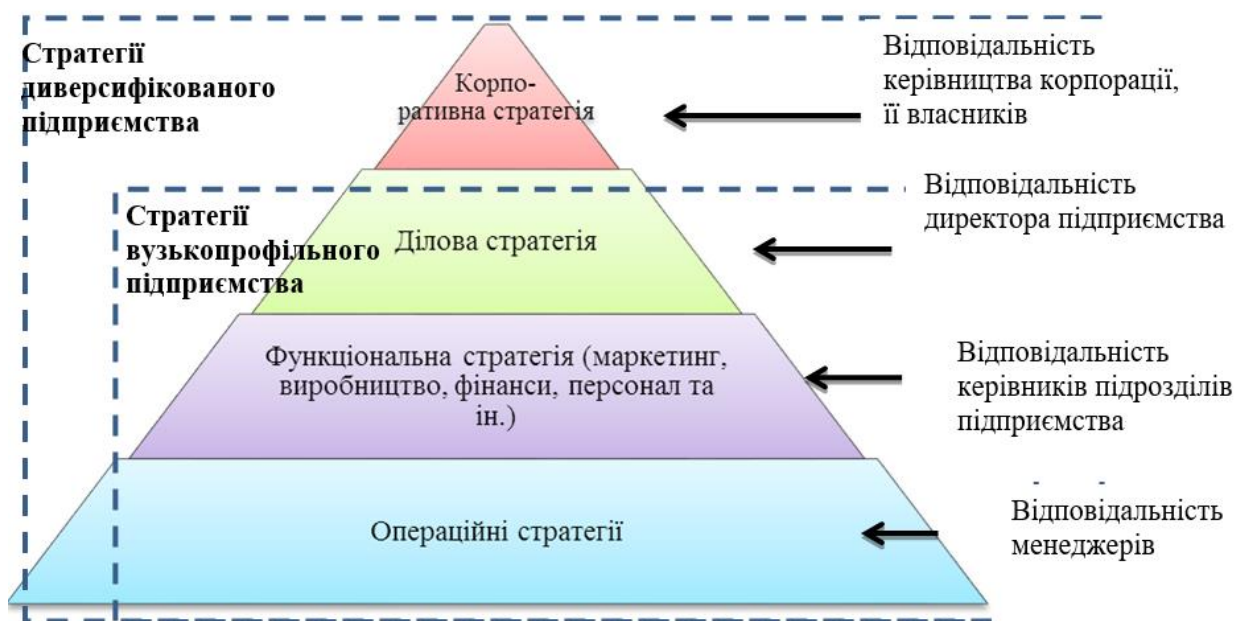 Стратегії
диверсифікованого
підприємства
Корпо-
ративна стратегія
Відповідальність
керівництва корпорації,
її власників
Стратегії
вузькопрофільного
підприємства
Ділова стратегія
Відповідальність
директора підприємства
Функціональна стратегія (маркетинг,
виробництво, фінанси, персонал та
ін.)
Відповідальність
керівників підрозділів
підприємства
Операційні стратегії
Відповідальність
менеджерів